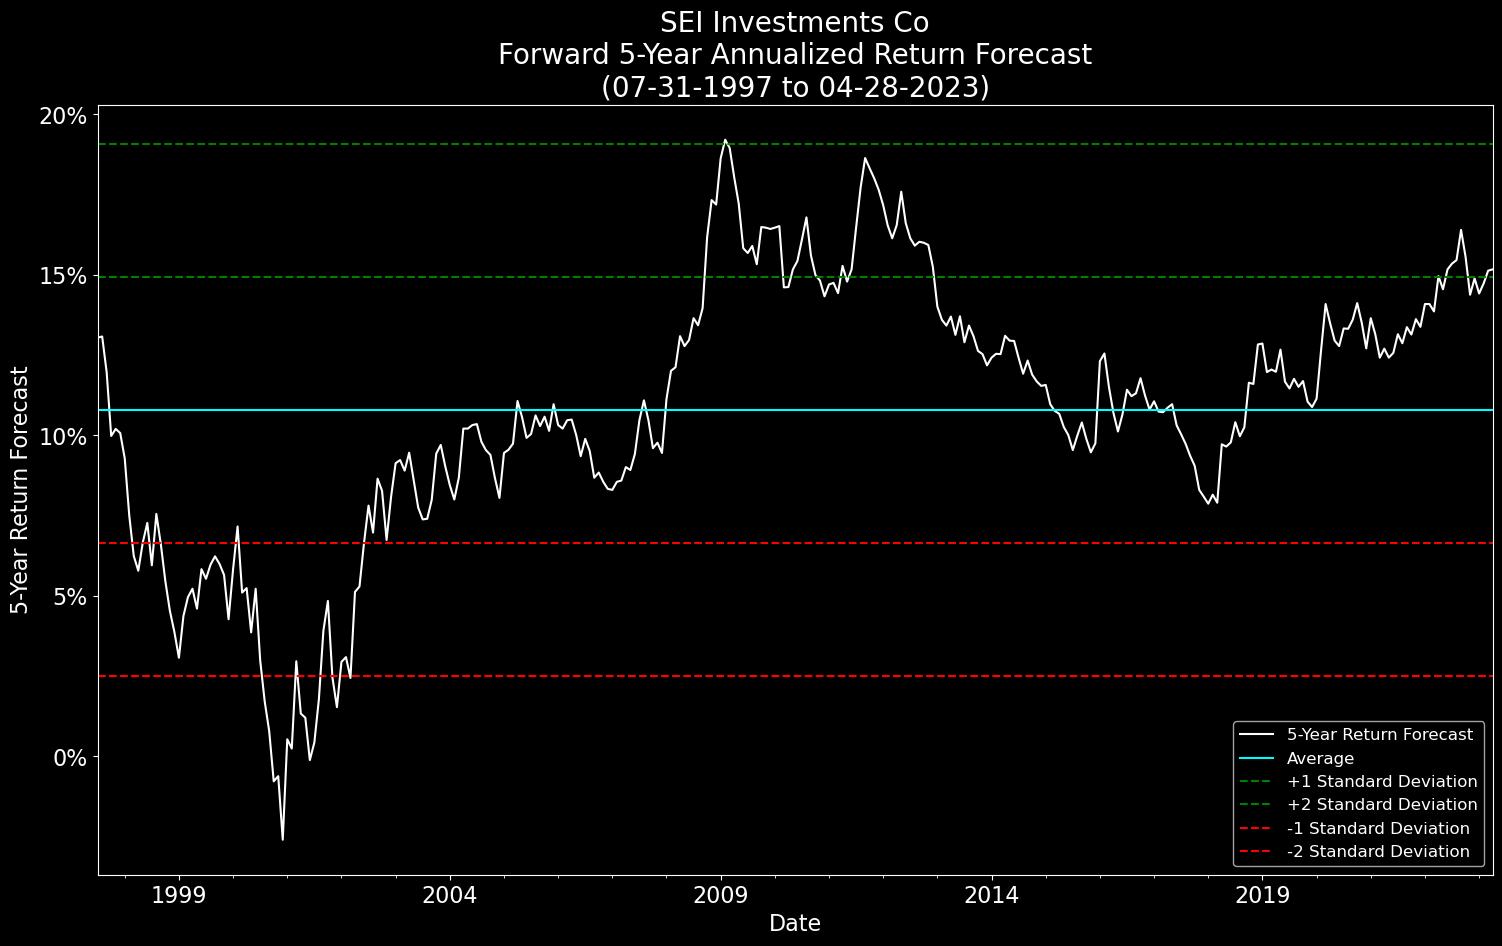 SEI Investments Co
Forward 5-Year Annualized Return Forecast
(07-31-1997 to 04-28-2023)
20%
15%
10%
5%
0%
5-Year Return Forecast
1999
2004
2009
2014
2019
Date
5-Year Return Forecast
Average
+1 Standard Deviation
+2 Standard Deviation
-1 Standard Deviation
-2 Standard Deviation